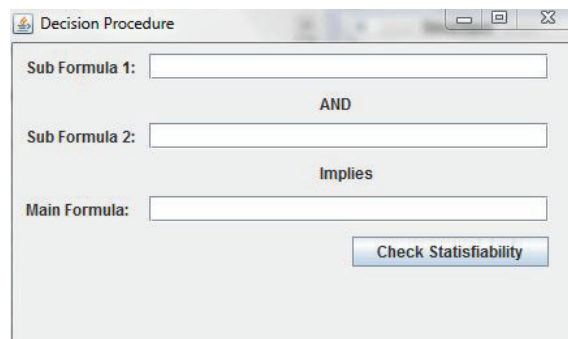 Decision Procedure
Sub Formula 1:
AND
Sub Formula 2:
Implies
Main Formula:
Check Statisfiability